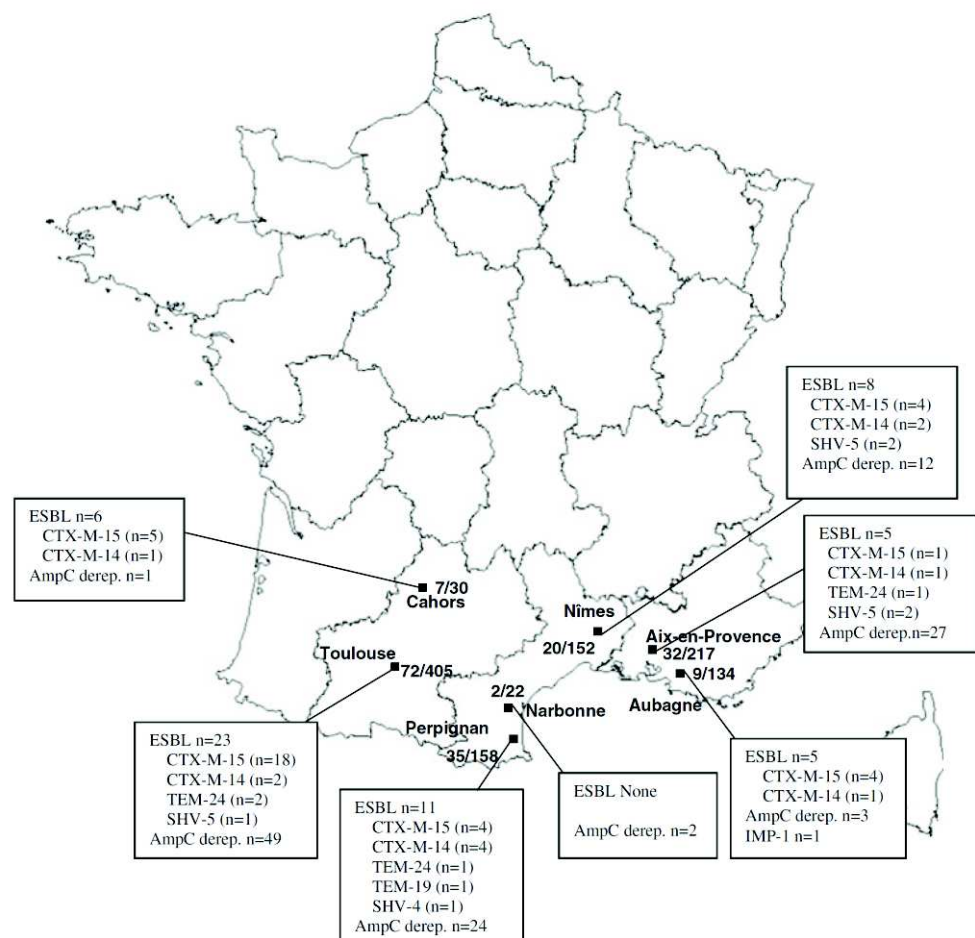 ESBL n=8
CTX-M-15 (n=4)
CTX-M-14 (n=2)
SHV-5 (n=2)
AmpC derep. n=12
ESBL n=6
CTX-M-15 (n=5)
CTX-M-14 (n=1)
AmpC derep. n=1
ESBL n=5
CTX-M-15 (n=1)
CTX-M-14 (n=1)
TEM-24 (n=1)
SHV-5 (n=2)
AmpC derep.n=27
7/30
Cahors
Nîmes
20/152
Aix-en-Provence
32/217
9/134
Aubagne
Toulouse
72/405
2/22
Narbonne
Perpignan
35/158
ESBL n=23
CTX-M-15 (n=18)
CTX-M-14 (n=2)
TEM-24 (n=2)
SHV-5 (n=1)
AmpC derep. n=49
ESBL n=11
CTX-M-15 (n=4)
CTX-M-14 (n=4)
TEM-24 (n=1)
TEM-19 (n=1)
SHV-4 (n=1)
AmpC derep. n=24
ESBL None
AmpC derep. n=2
ESBL n=5
CTX-M-15 (n=4)
CTX-M-14 (n=1)
AmpC derep. n=3
IMP-1 n=1